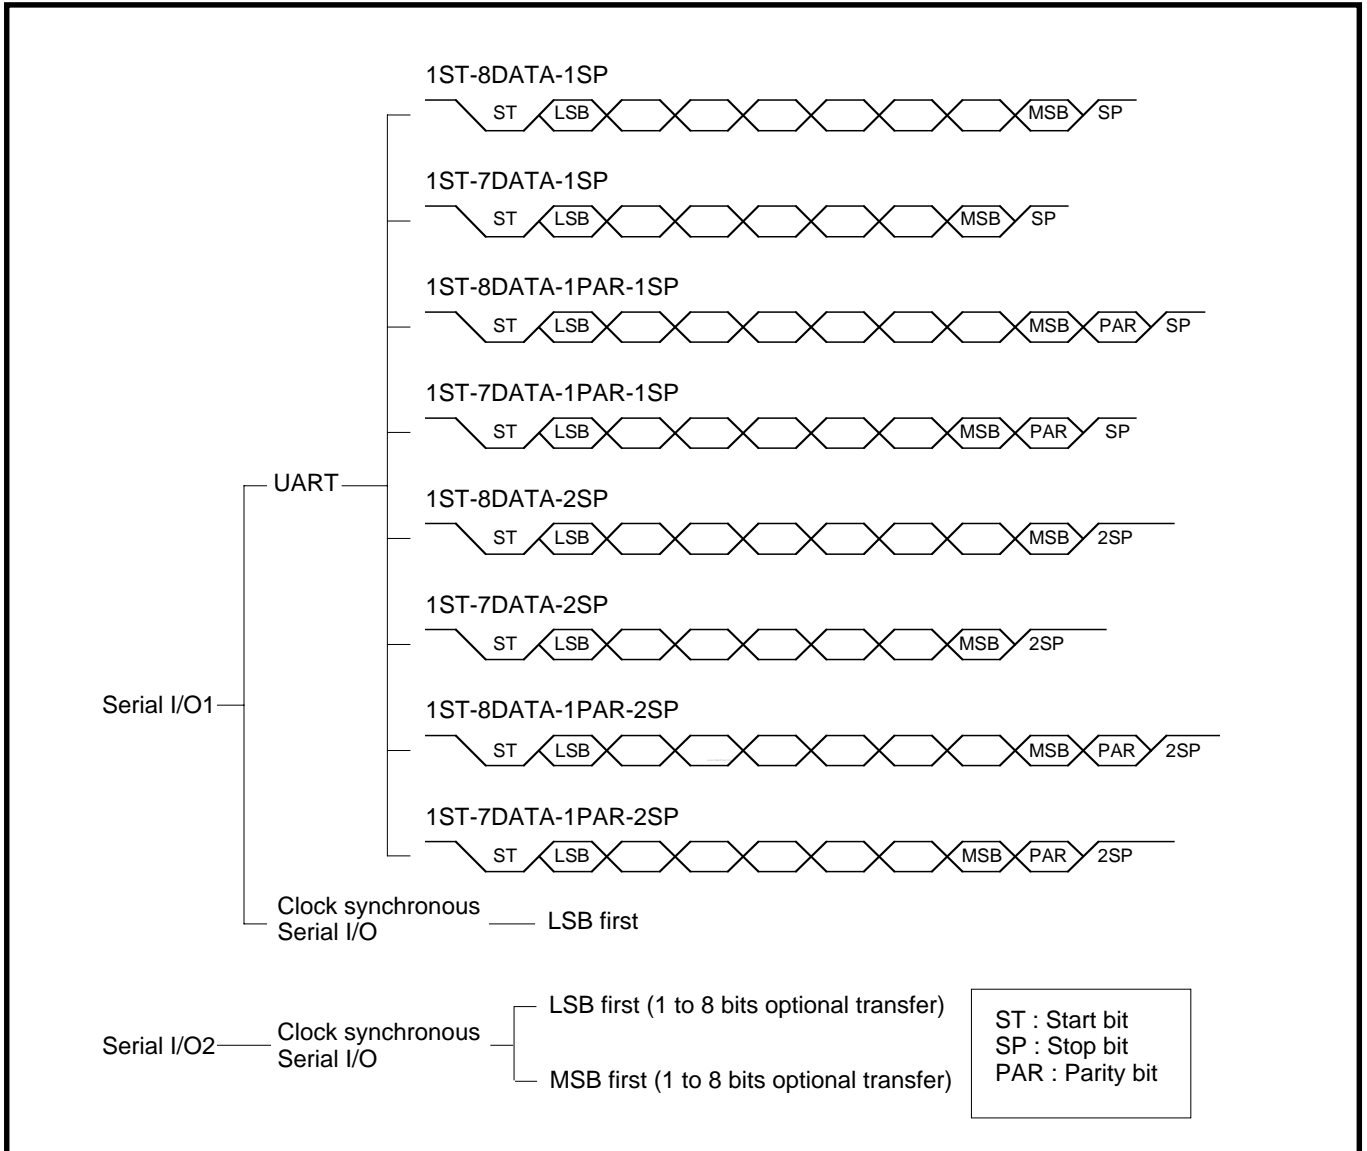 1ST-8DATA-1SP
ST LSB MSB SP
1ST-7DATA-1SP
ST LSB MSB SP
1ST-8DATA-1PAR-1SP
ST LSB MSB PAR SP
1ST-7DATA-1PAR-1SP
ST LSB MSB PAR SP
UART
1ST-8DATA-2SP
ST LSB MSB 2SP
1ST-7DATA-2SP
ST LSB MSB 2SP
Serial I/O1
1ST-8DATA-1PAR-2SP
ST LSB MSB PAR 2SP
1ST-7DATA-1PAR-2SP
ST LSB MSB PAR 2SP
Clock synchronous
Serial I/O
LSB first
Serial I/O2
Clock synchronous
Serial I/O
LSB first (1 to 8 bits optional transfer)
MSB first (1 to 8 bits optional transfer)
ST : Start bit
SP : Stop bit
PAR : Parity bit